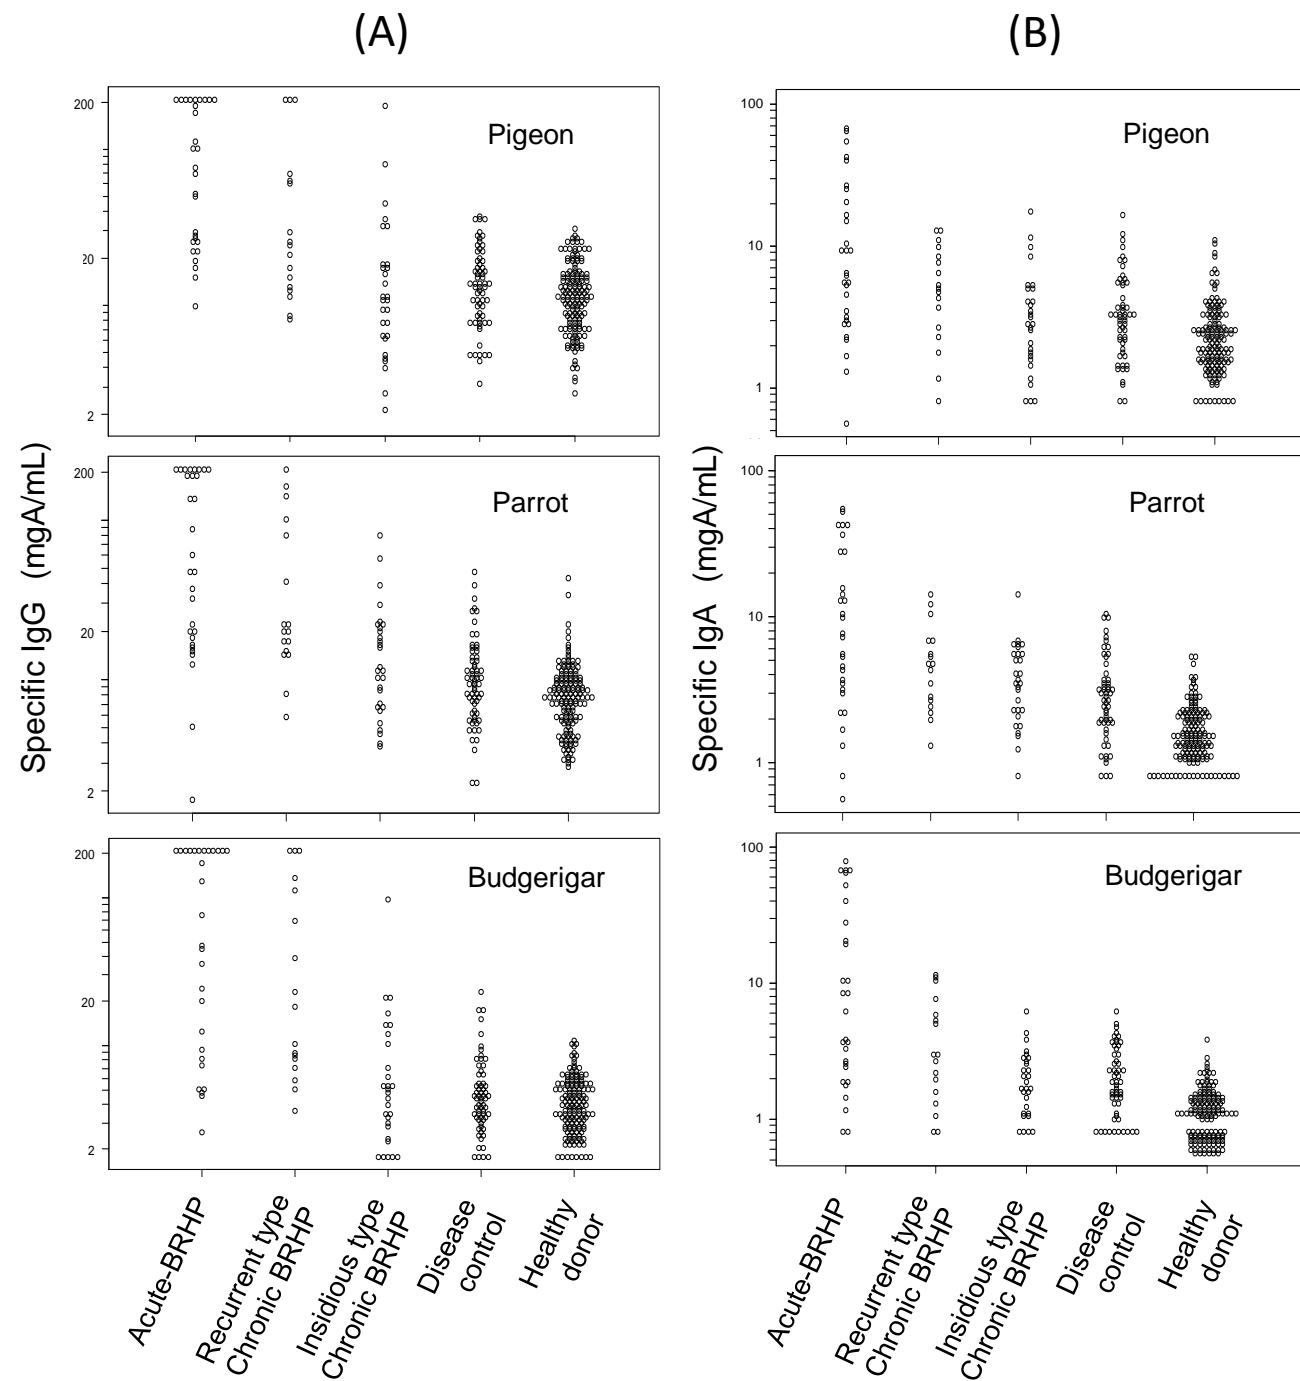 (A)
(B)
Specific IgG (mgA/mL)
200
20
2
Pigeon
200
20
2
Parrot
200
20
2
Budgerigar
Acute-BRHP
Recurrent type
Chronic BRHP
Insidious type
Chronic BRHP
Disease
control
Healthy
donor
Specific IgA (mgA/mL)
100
10
1
Pigeon
100
10
1
Parrot
100
10
1
Budgerigar
Acute-BRHP
Recurrent type
Chronic BRHP
Insidious type
Chronic BRHP
Disease
control
Healthy
donor